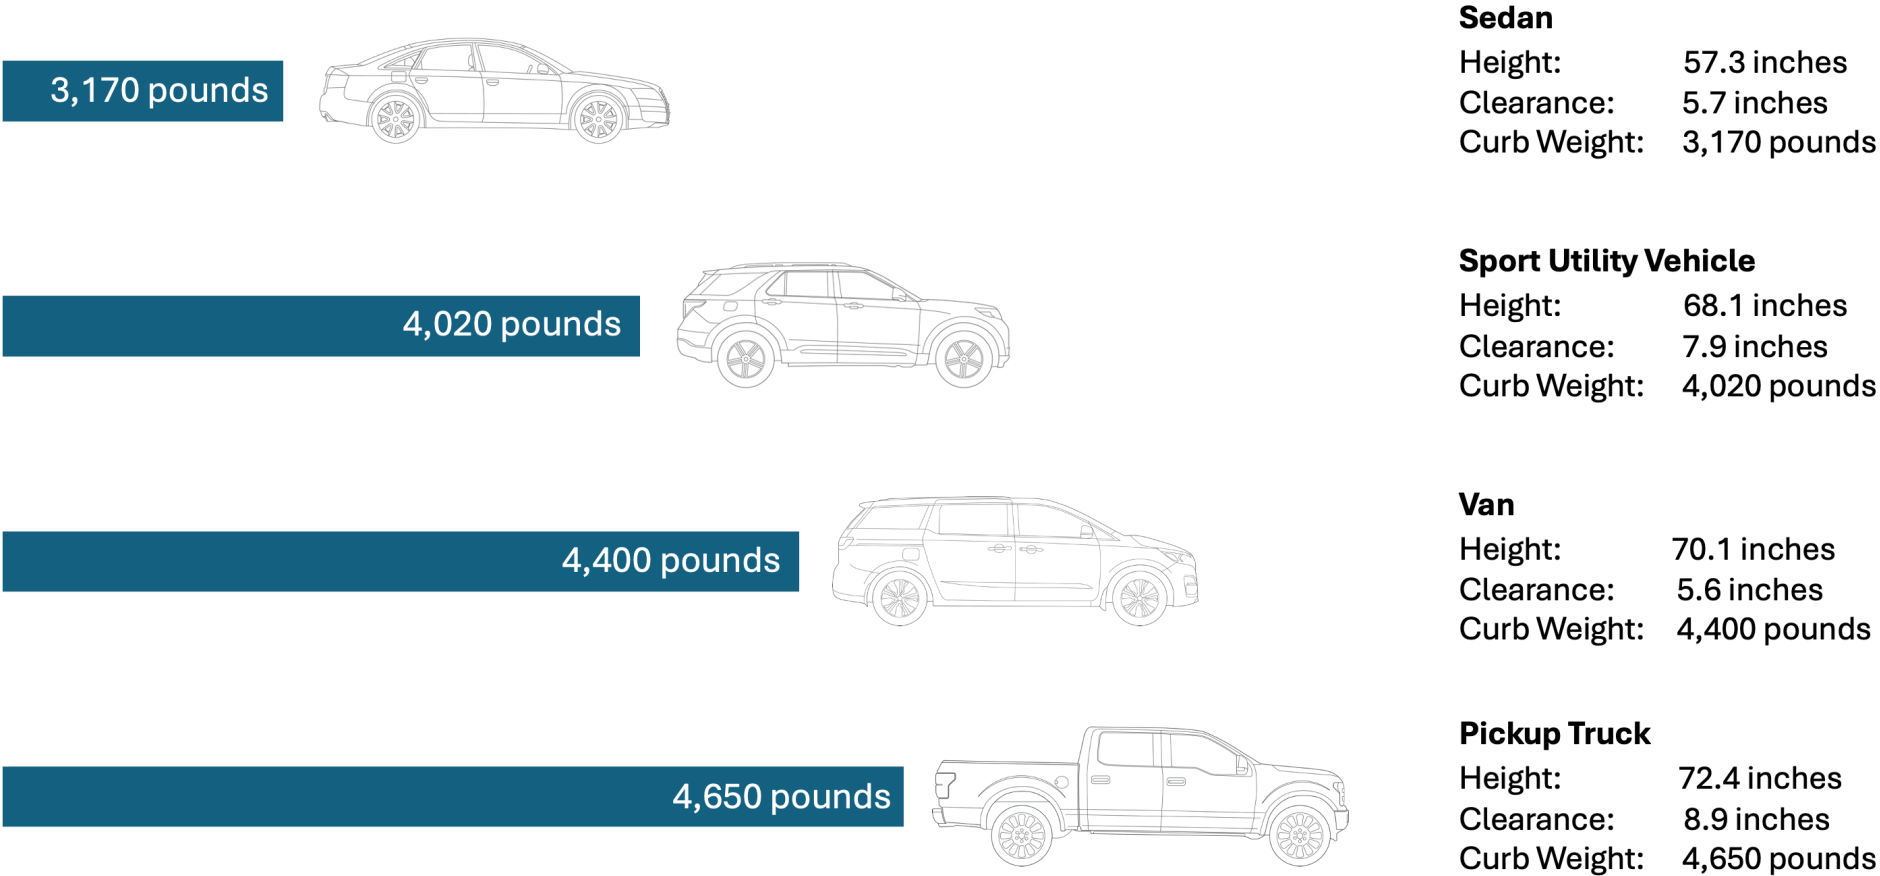 3,170 pounds
Sedan
Height: 57.3 inches
Clearance: 5.7 inches
Curb Weight: 3,170 pounds
4,020 pounds
Sport Utility Vehicle
Height: 68.1 inches
Clearance: 7.9 inches
Curb Weight: 4,020 pounds
4,400 pounds
Van
Height: 70.1 inches
Clearance: 5.6 inches
Curb Weight: 4,400 pounds
4,650 pounds
Pickup Truck
Height: 72.4 inches
Clearance: 8.9 inches
Curb Weight: 4,650 pounds